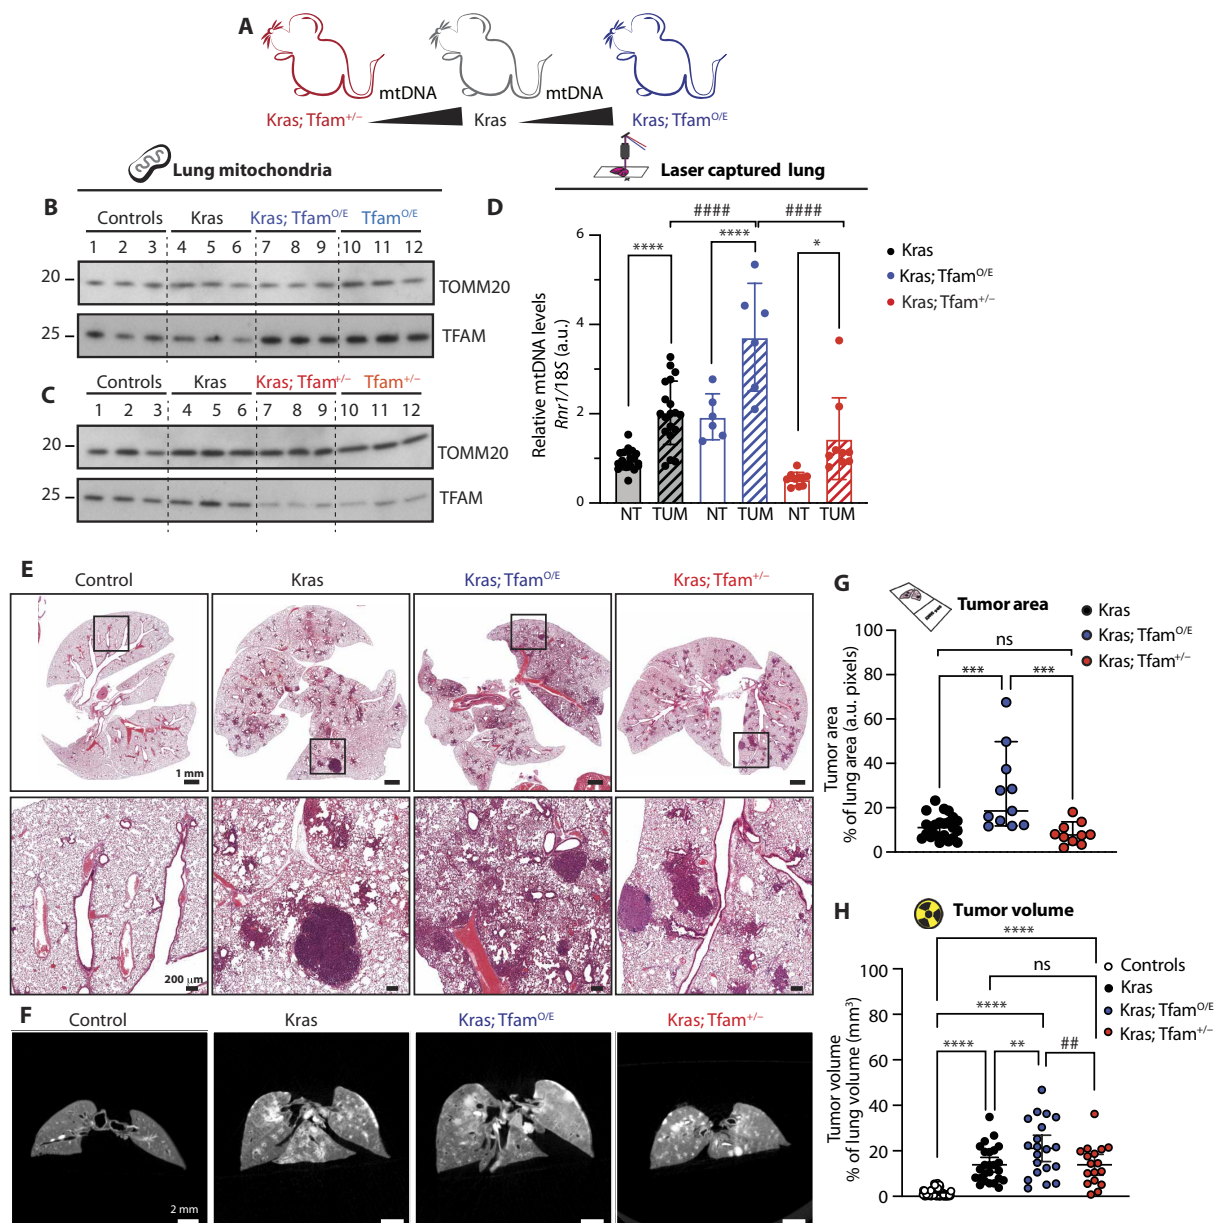 A
mtDNA
mtDNA
Kras; Tfam+/−
Kras
Kras; TfamO/E
Lung mitochondria
Laser captured lung
B
Controls
Kras
Kras; TfamO/E
TfamO/E
1 2 3 4 5 6 7 8 9 10 11 12
20
TOMM20
25
TFAM
C
Controls
Kras
Kras; Tfam+/−
Tfam+/−
1 2 3 4 5 6 7 8 9 10 11 12
20
TOMM20
25
TFAM
D
#### ####
**** **** *
Relative mtDNA levels
Rnr1/18S (a.u.)
6
4
2
0
NT TUM NT TUM NT TUM
Kras
Kras; TfamO/E
Kras; Tfam+/−
E
Control
Kras
Kras; TfamO/E
Kras; Tfam+/−
1 mm
200 µm
F
Control
Kras
Kras; TfamO/E
Kras; Tfam+/−
2 mm
G
Tumor area
Kras
Kras; TfamO/E
Kras; Tfam+/−
ns
*** ***
Tumor area
% of lung area (a.u. pixels)
100
80
60
40
20
0
H
Tumor volume
****
ns
****
**** ** ##
Controls
Kras
Kras; TfamO/E
Kras; Tfam+/−
Tumor volume
% of lung volume (mm³)
100
80
60
40
20
0